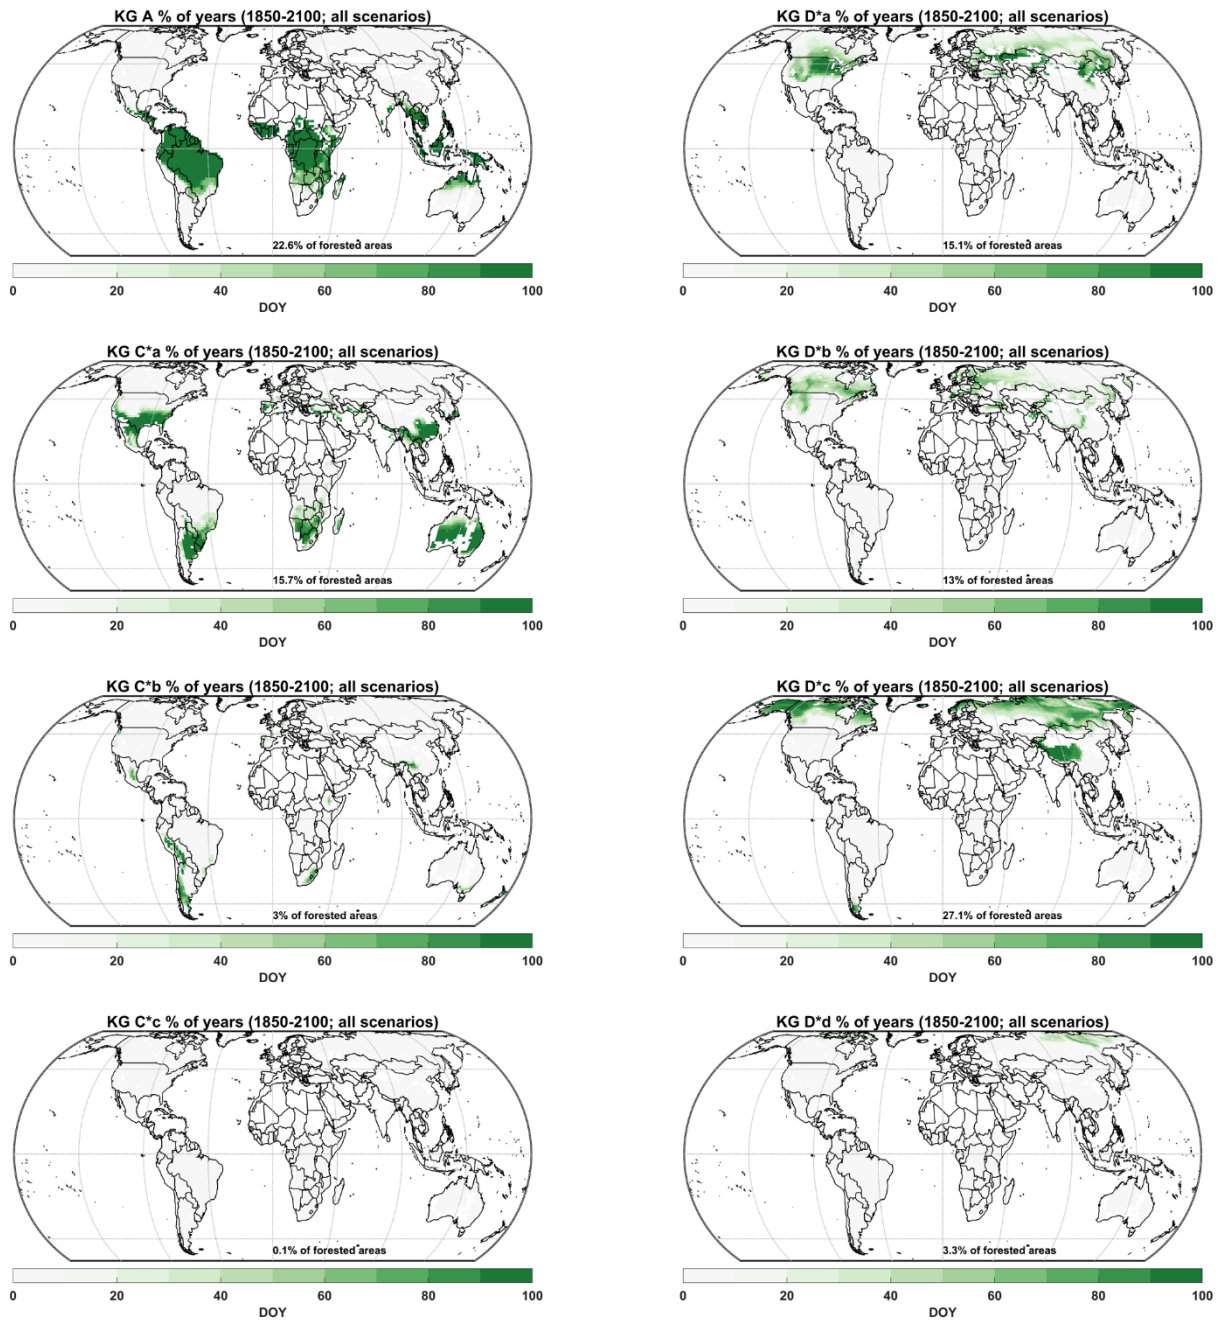 KG A % of years (1850-2100; all scenarios)
22.6% of forested areas
0 20 40 60 80 100
DOY
KG D*a % of years (1850-2100; all scenarios)
15.1% of forested areas
0 20 40 60 80 100
DOY
KG C*a % of years (1850-2100; all scenarios)
15.7% of forested areas
0 20 40 60 80 100
DOY
KG D*b % of years (1850-2100; all scenarios)
13% of forested areas
0 20 40 60 80 100
DOY
KG C*b % of years (1850-2100; all scenarios)
3% of forested areas
0 20 40 60 80 100
DOY
KG D*c % of years (1850-2100; all scenarios)
27.1% of forested areas
0 20 40 60 80 100
DOY
KG C*c % of years (1850-2100; all scenarios)
0.1% of forested areas
0 20 40 60 80 100
DOY
KG D*d % of years (1850-2100; all scenarios)
3.3% of forested areas
0 20 40 60 80 100
DOY